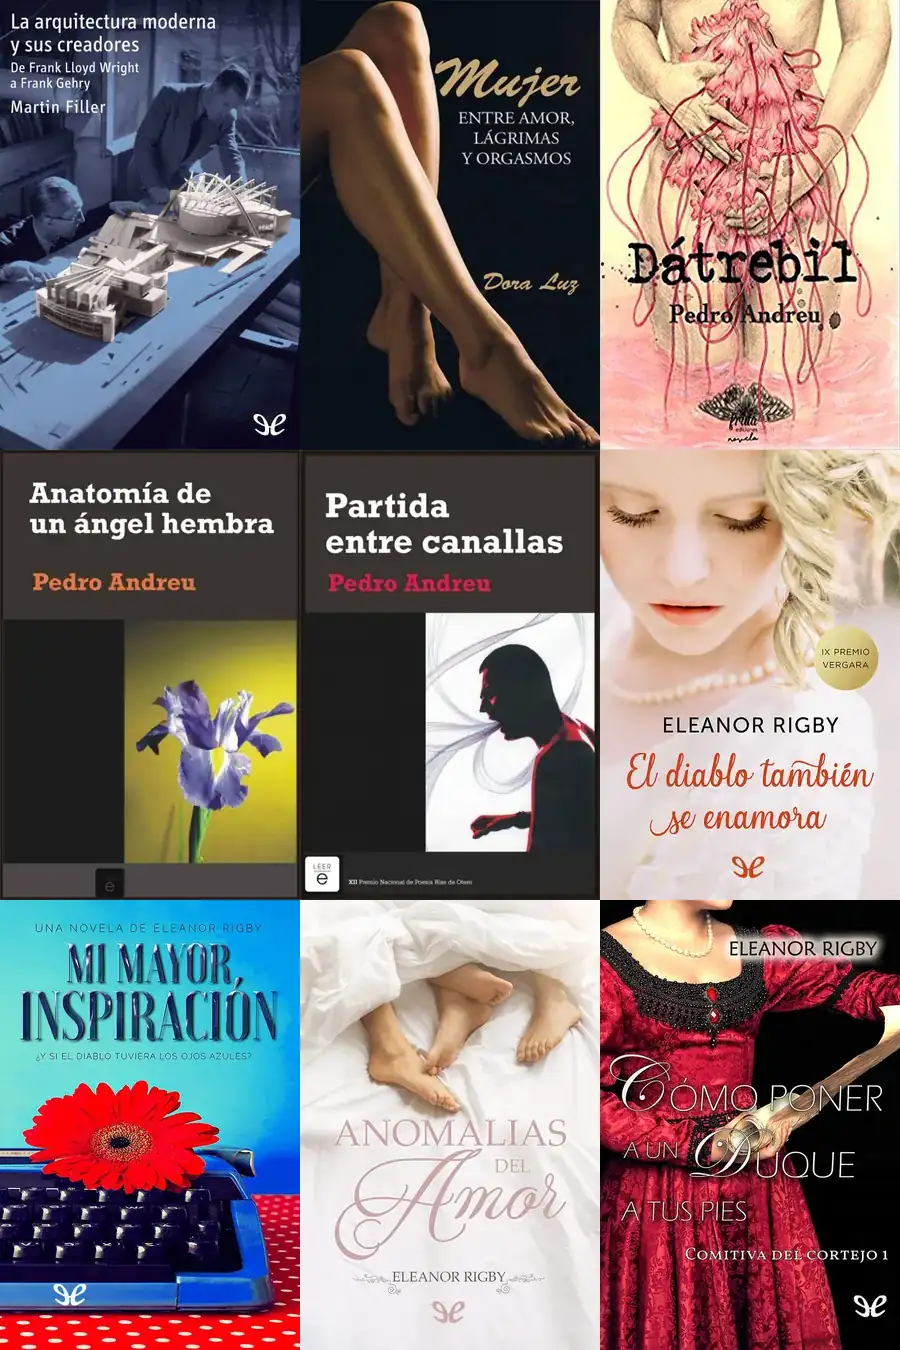 La arquitectura moderna
y sus creadores
De Frank Lloyd Wright
a Frank Gehry
Martin Filler
Mujer
ENTRE AMOR,
LÁGRIMAS
Y ORGASMOS
Dora Luz
Dátrebil
Pedro Andreu
frida
ediciones
novela
Anatomía de
un ángel hembra
Pedro Andreu
e
Partida
entre canallas
Pedro Andreu
LEER
e
XII Premio Nacional de Poesía Blas de Otero
IX PREMIO
VERGARA
ELEANOR RIGBY
El diablo también
se enamora
UNA NOVELA DE ELEANOR RIGBY
MI MAYOR
INSPIRACIÓN
¿Y SI EL DIABLO TUVIERA LOS OJOS AZULES?
ANOMALIAS
DEL
Amor
ELEANOR RIGBY
ELEANOR RIGBY
CÓMO PONER
A UN DUQUE
A TUS PIES
COMITIVA DEL CORTEJO 1